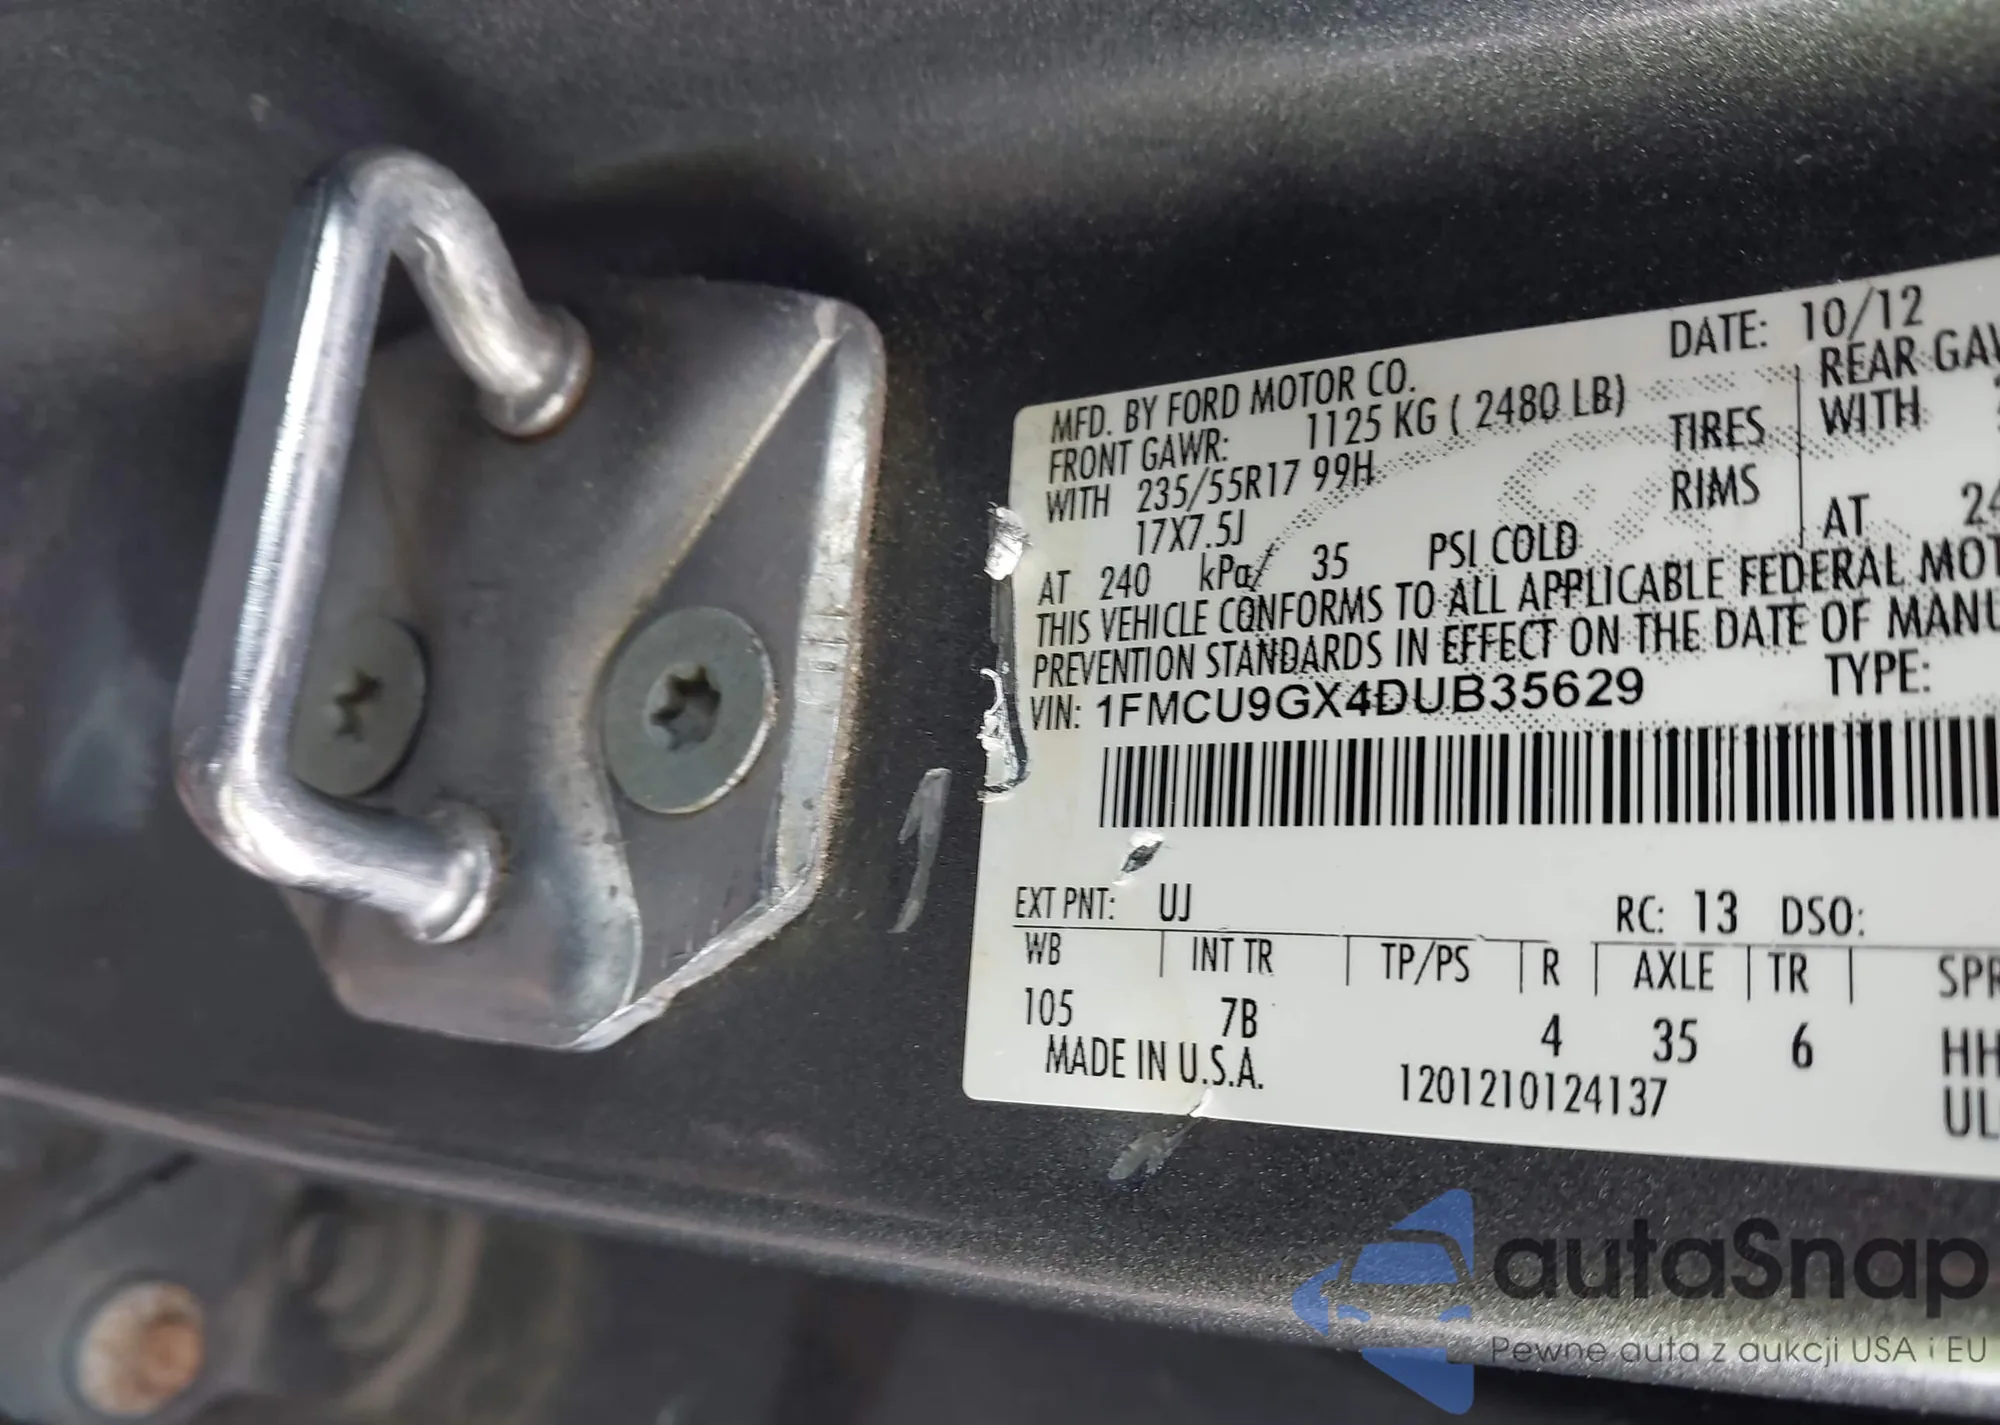 DATE: 10/12
MFD. BY FORD MOTOR CO.
FRONT GAWR: 1125 KG ( 2480 LB)
REAR GAW
WITH 235/55R17 99H TIRES
WITH
17X7.5J RIMS
AT 240 kPa/ 35 PSI COLD
AT 24
THIS VEHICLE CONFORMS TO ALL APPLICABLE FEDERAL MOT
PREVENTION STANDARDS IN EFFECT ON THE DATE OF MANU
VIN: 1FMCU9GX4DUB35629
TYPE:
EXT PNT: UJ RC: 13 DSO:
WB | INT TR | TP/PS | R | AXLE | TR | SPR
105 7B 4 35 6 HH
MADE IN U.S.A. 1201210124137 UL
autaSnap
Pewne auta z aukcji USA i EU